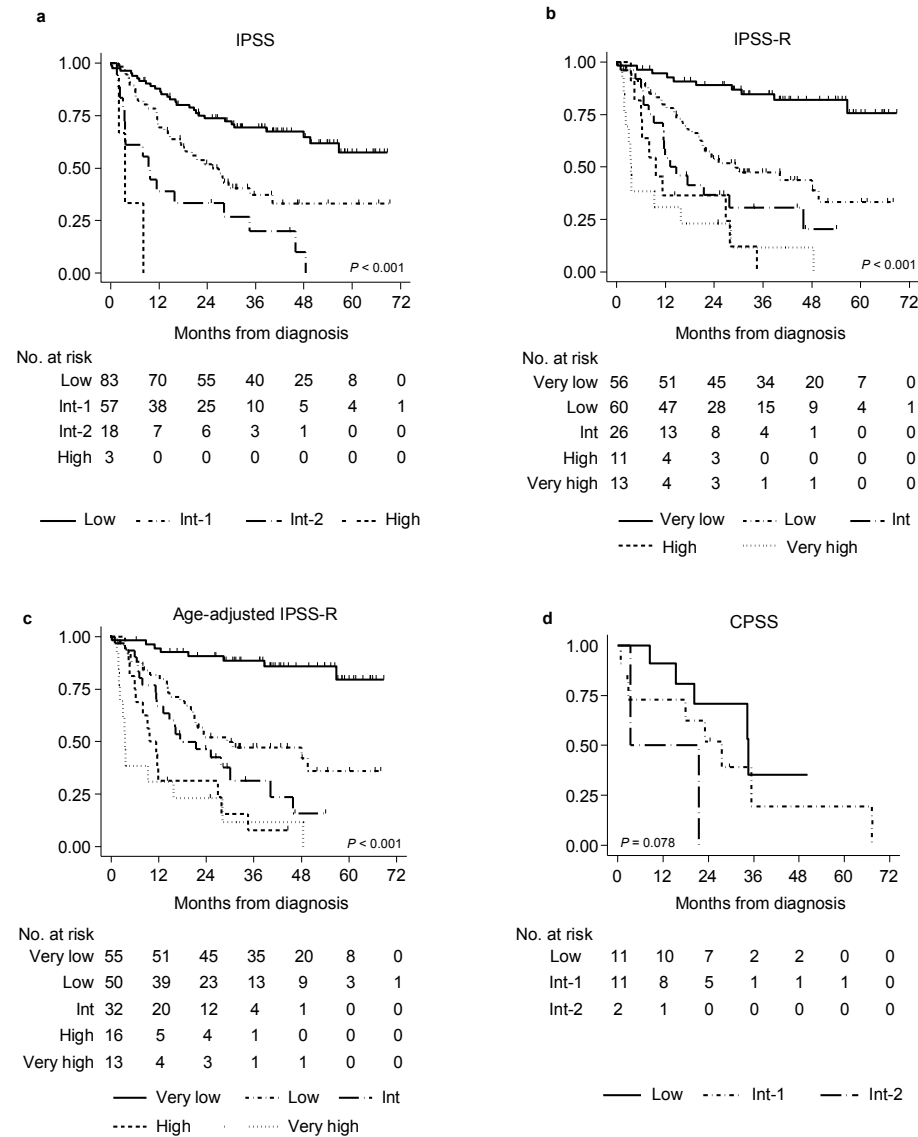 a
IPSS
1.00
0.75
0.50
0.25
0.00
P < 0.001
0 12 24 36 48 60 72
Months from diagnosis
No. at risk
Low 83 70 55 40 25 8 0
Int-1 57 38 25 10 5 4 1
Int-2 18 7 6 3 1 0 0
High 3 0 0 0 0 0 0
Low Int-1 Int-2 High
b
IPSS-R
1.00
0.75
0.50
0.25
0.00
P < 0.001
0 12 24 36 48 60 72
Months from diagnosis
No. at risk
Very low 56 51 45 34 20 7 0
Low 60 47 28 15 9 4 1
Int 26 13 8 4 1 0 0
High 11 4 3 0 0 0 0
Very high 13 4 3 1 1 0 0
Very low Low Int
High Very high
c
Age-adjusted IPSS-R
1.00
0.75
0.50
0.25
0.00
P < 0.001
0 12 24 36 48 60 72
Months from diagnosis
No. at risk
Very low 55 51 45 35 20 8 0
Low 50 39 23 13 9 3 1
Int 32 20 12 4 1 0 0
High 16 5 4 1 0 0 0
Very high 13 4 3 1 1 0 0
Very low Low Int
High Very high
d
CPSS
1.00
0.75
0.50
0.25
0.00
P = 0.078
0 12 24 36 48 60 72
Months from diagnosis
No. at risk
Low 11 10 7 2 2 0 0
Int-1 11 8 5 1 1 1 0
Int-2 2 1 0 0 0 0 0
Low Int-1 Int-2